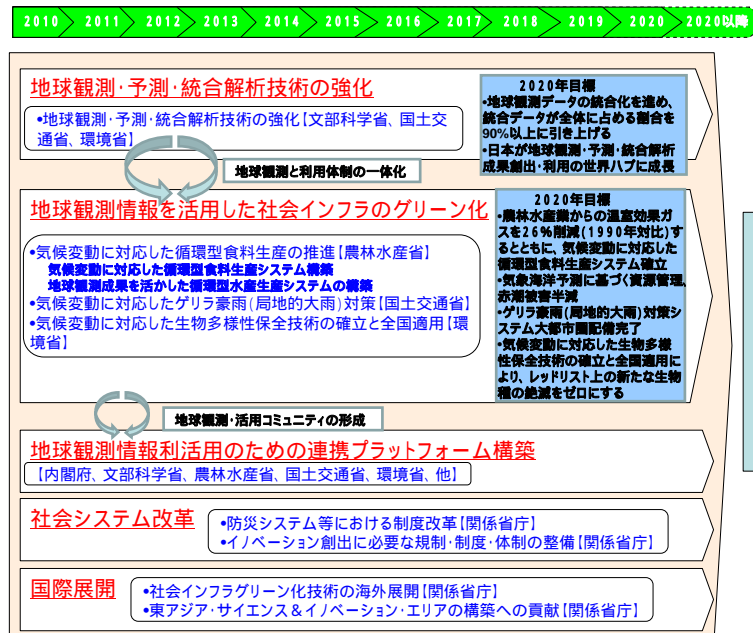 2010 2011 2012 2013 2014 2015 2016 2017 2018 2019 2020 2020以降
地球観測・予測・統合解析技術の強化
•地球観測・予測・統合解析技術の強化【文部科学省、国土交
通省、環境省】
2020年目標
•地球観測データの統合化を進め、
統合データが全体に占める割合を
90%以上に引き上げる
•日本が地球観測・予測・統合解析
成果創出・利用の世界ハブに成長
地球観測と利用体制の一体化
地球観測情報を活用した社会インフラのグリーン化
•気候変動に対応した循環型食料生産の推進【農林水産省】
気候変動に対応した循環型食料生産システム構築
地球観測成果を活かした循環型水産生産システムの構築
•気候変動に対応したゲリラ豪雨(局地的大雨)対策【国土交通省】
•気候変動に対応した生物多様性保全技術の確立と全国適用【環
境省】
2020年目標
•農林水産業からの温室効果ガ
スを26%削減(1990年対比)す
るとともに、気候変動に対応した
循環型食料生産システム確立
•気象海洋予測に基づく資源管理、
赤潮被害半減
•ゲリラ豪雨(局地的大雨)対策シ
ステム大都市圏配備完了
•気候変動に対応した生物多様
性保全技術の確立と全国適用に
より、レッドリスト上の新たな生物
種の絶滅をゼロにする
地球観測・活用コミュニティの形成
地球観測情報利活用のための連携プラットフォーム構築
【内閣府、文部科学省、農林水産省、国土交通省、環境省、他】
社会システム改革
•防災システム等における制度改革【関係省庁】
•イノベーション創出に必要な規制・制度・体制の整備【関係省庁】
国際展開
•社会インフラグリーン化技術の海外展開【関係省庁】
•東アジア・サイエンス&イノベーション・エリアの構築への貢献【関係省庁】